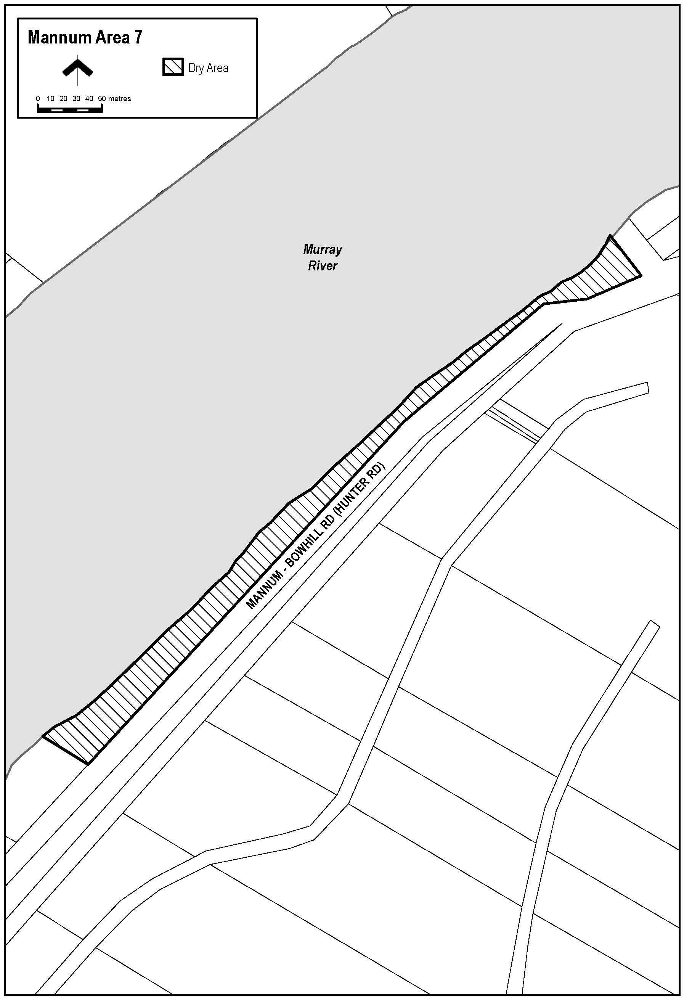 Mannum Area 7
Dry Area
0 10 20 30 40 50 metres
Murray
River
MANNUM - BOWHILL RD (HUNTER RD)